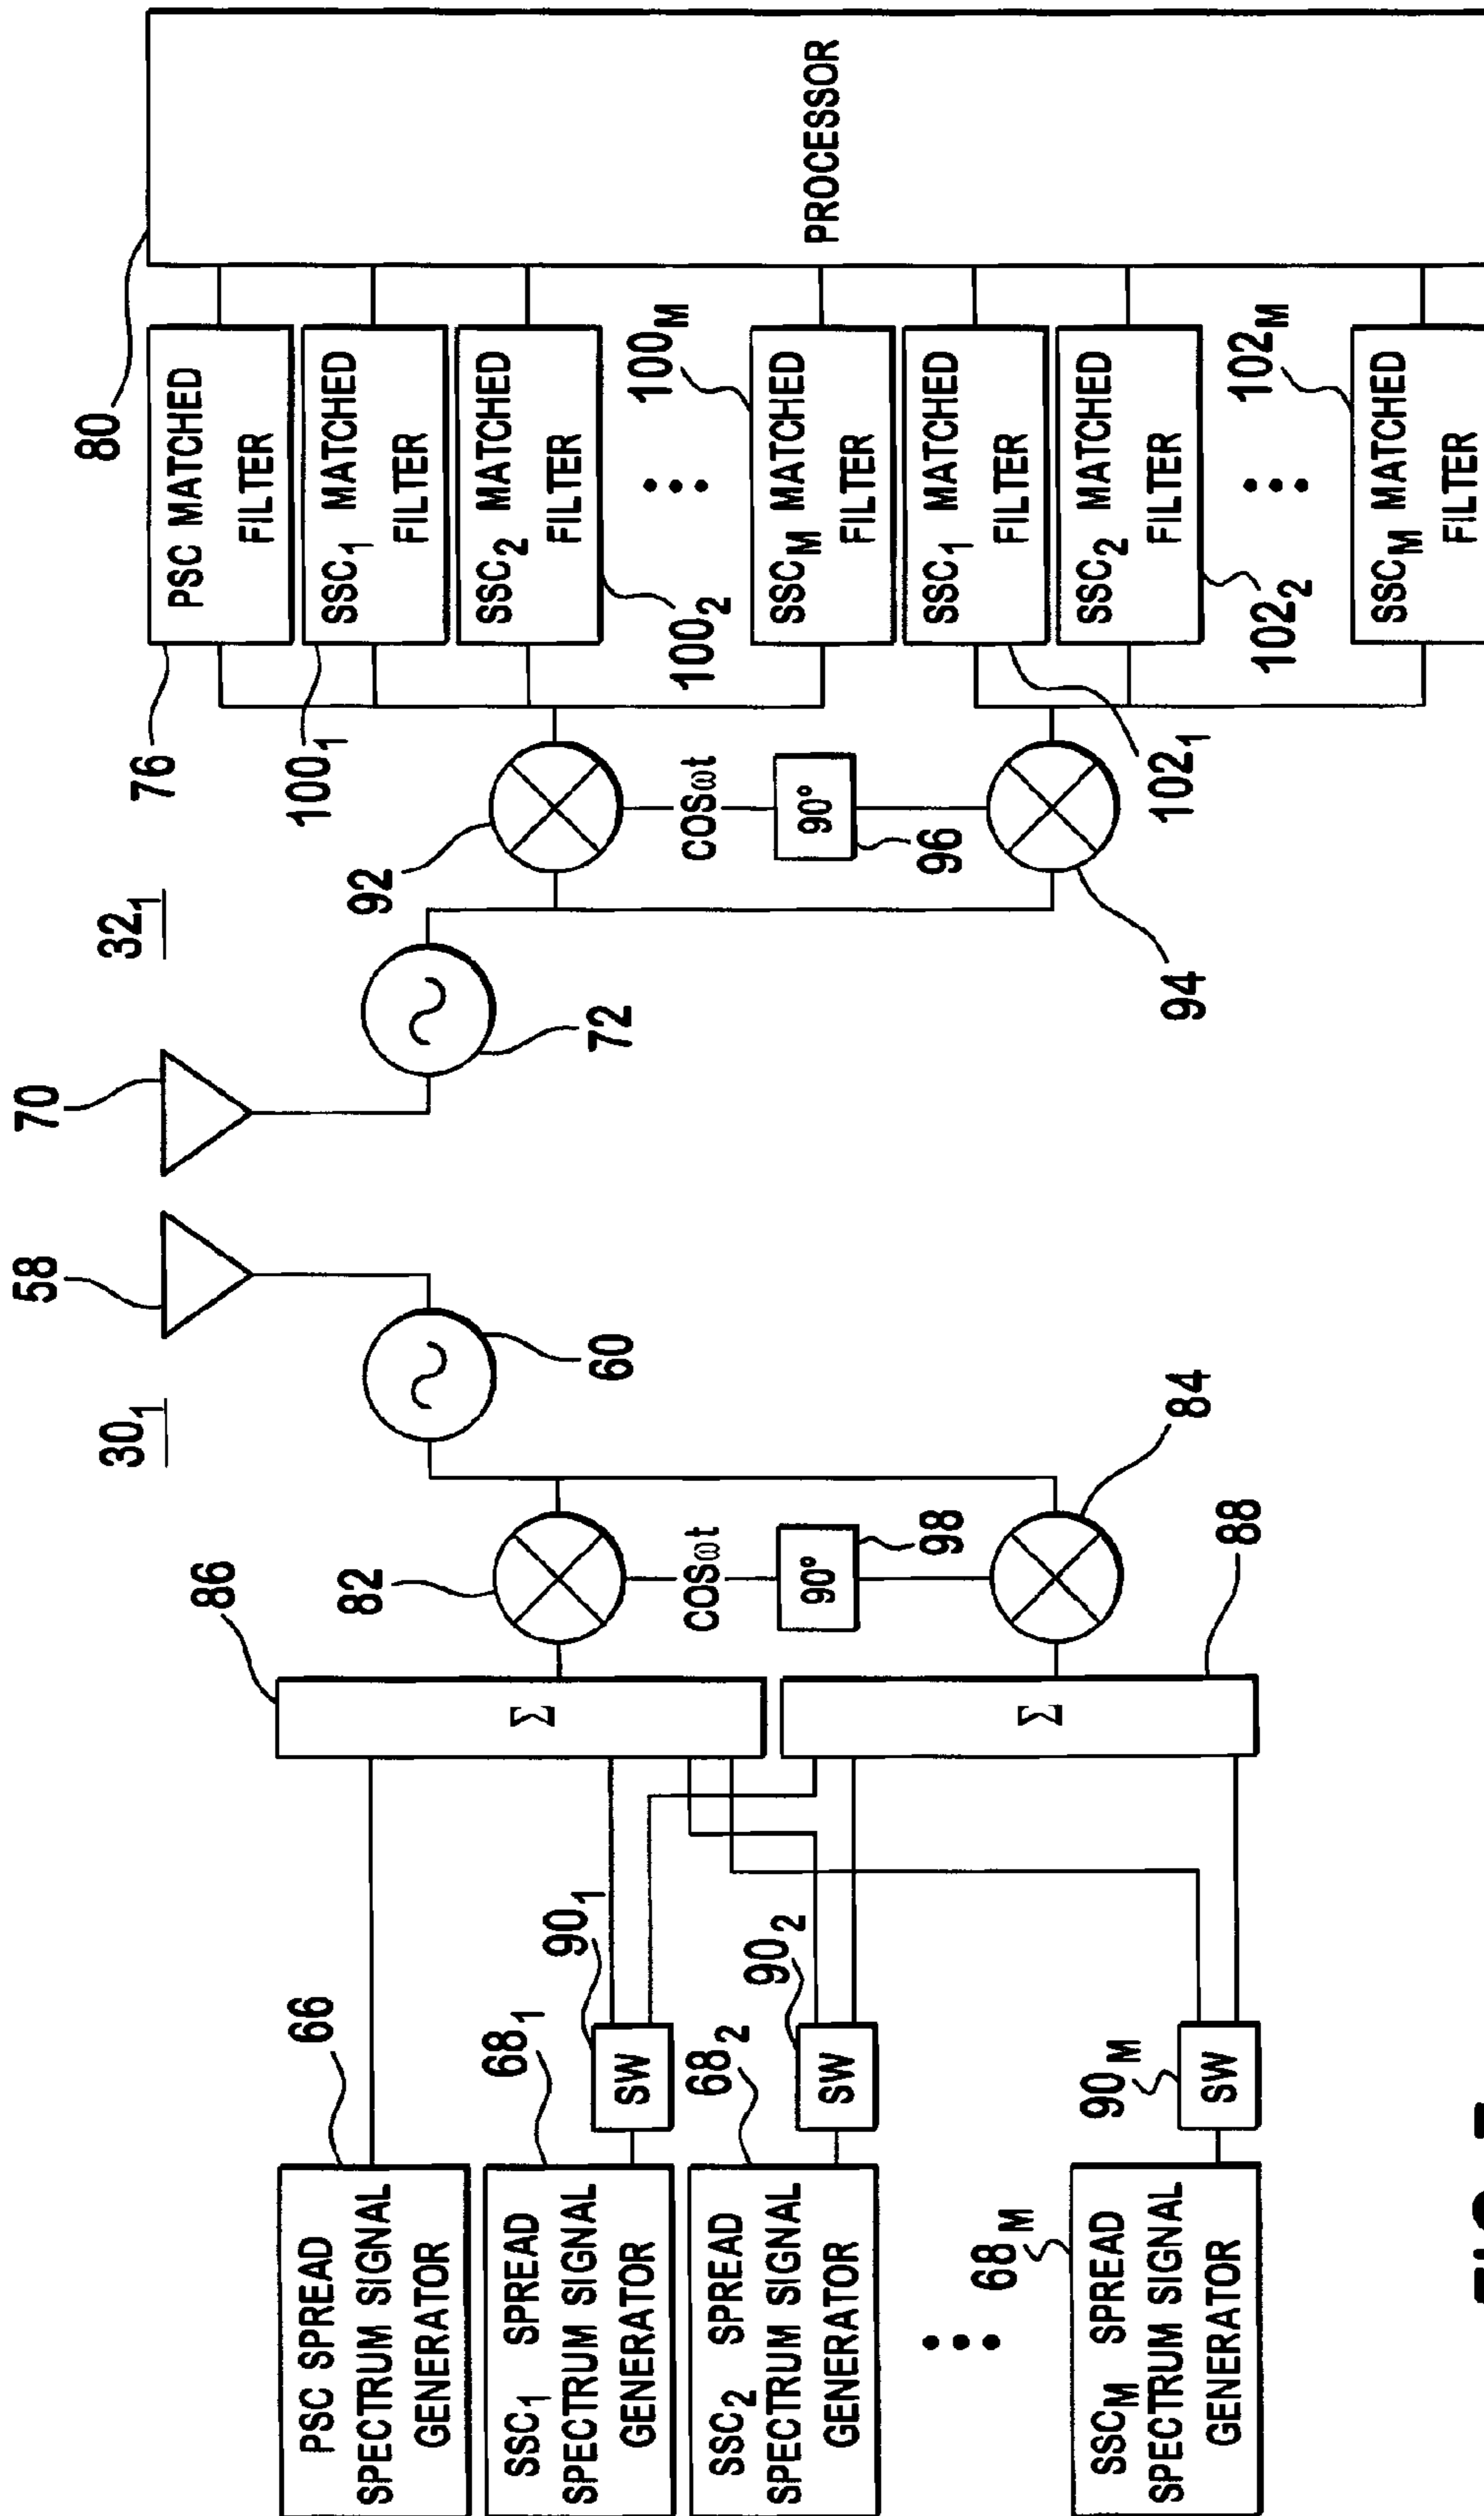 30₁
32₁
58
70
60
72
66
PSC SPREAD
SPECTRUM SIGNAL
GENERATOR
68₁
SSC₁ SPREAD
SPECTRUM SIGNAL
GENERATOR
68₂
SSC₂ SPREAD
SPECTRUM SIGNAL
GENERATOR
68M
SSCM SPREAD
SPECTRUM SIGNAL
GENERATOR
90₁
SW
90₂
SW
90M
SW
86
Σ
88
Σ
82
COSωt
90°
98
84
92
COSωt
90°
96
94
76
PSC MATCHED
FILTER
100₁
SSC₁ MATCHED
FILTER
SSC₂ MATCHED
FILTER
100₂
100M
SSCM MATCHED
FILTER
SSC₁ MATCHED
FILTER
102₁
SSC₂ MATCHED
FILTER
102₂
102M
SSCM MATCHED
FILTER
80
PROCESSOR